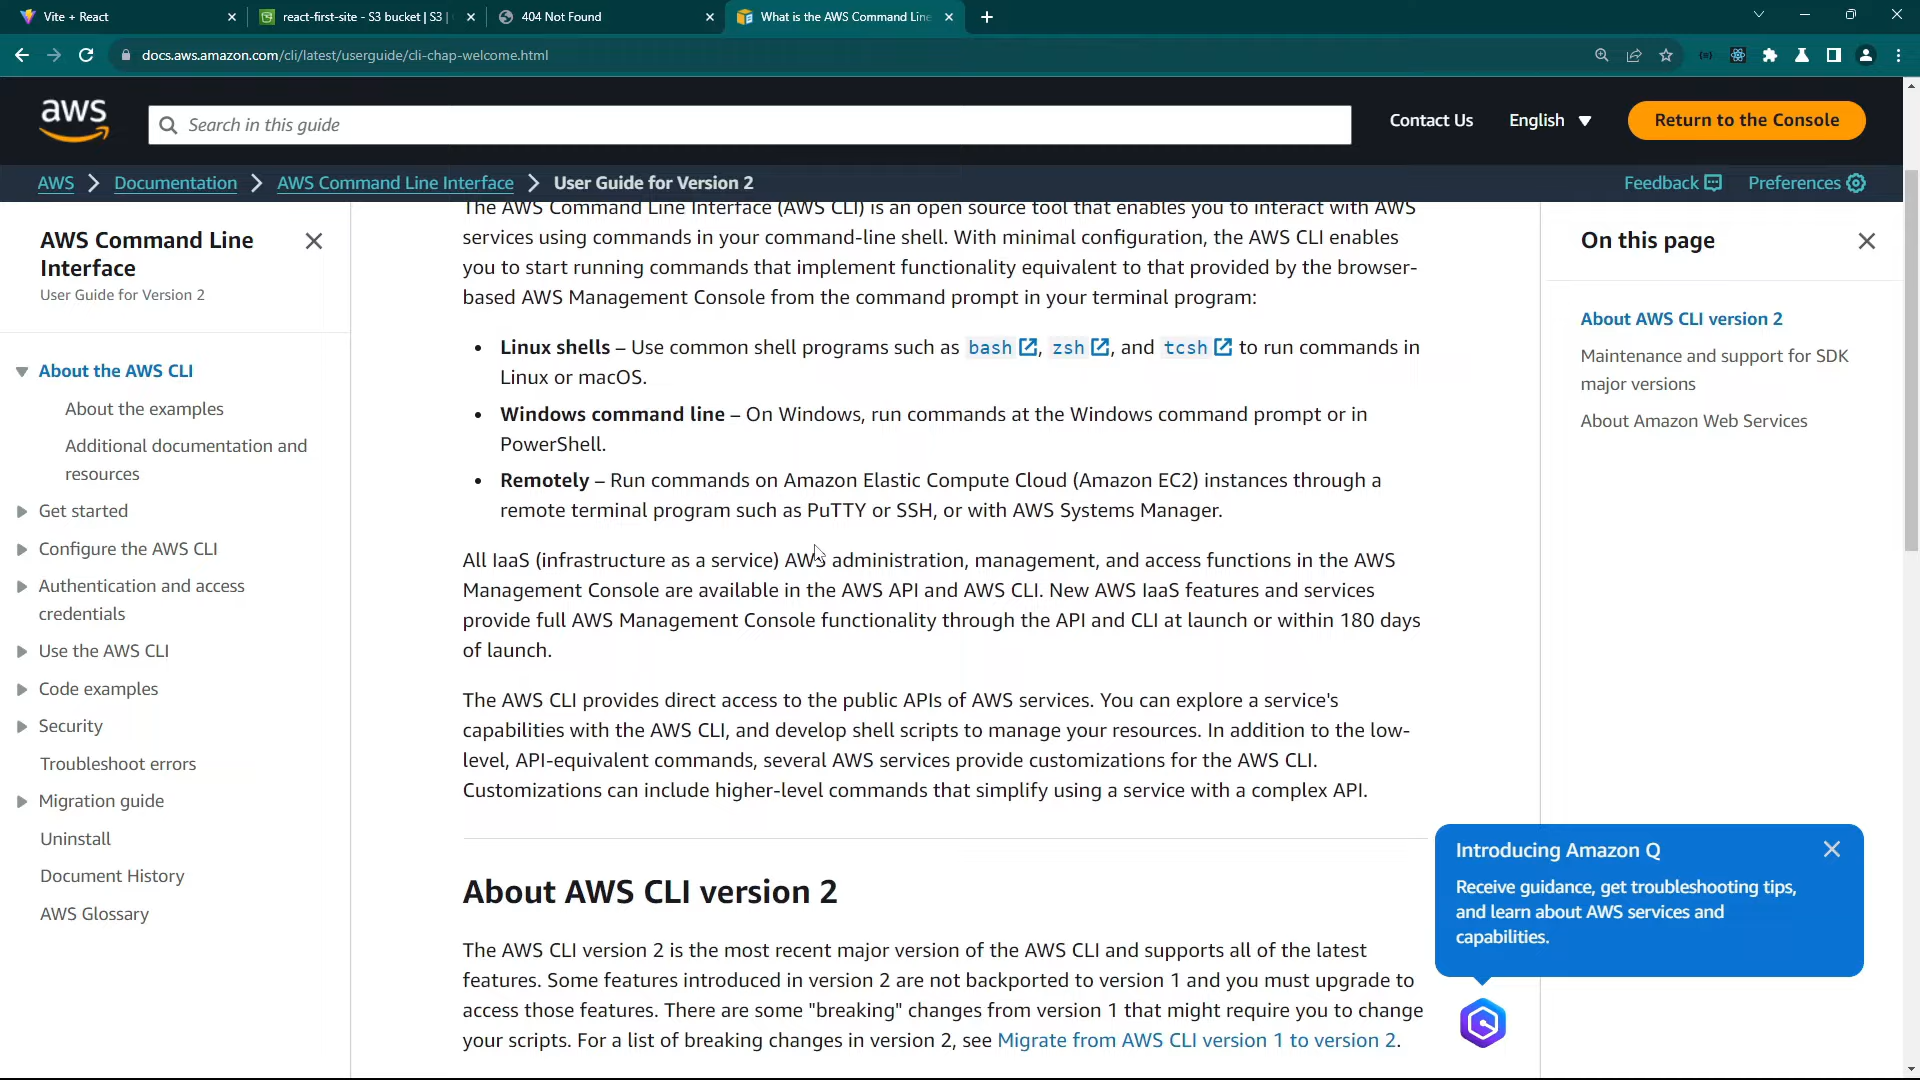 Vite + React
react-first-site - S3 bucket | S3 |
404 Not Found
What is the AWS Command Line
docs.aws.amazon.com/cli/latest/userguide/cli-chap-welcome.html
aws
Search in this guide
Contact Us
English
Return to the Console
AWS
Documentation
AWS Command Line Interface
User Guide for Version 2
Feedback
Preferences
AWS Command Line
Interface
User Guide for Version 2
About the AWS CLI
About the examples
Additional documentation and
resources
Get started
Configure the AWS CLI
Authentication and access
credentials
Use the AWS CLI
Code examples
Security
Troubleshoot errors
Migration guide
Uninstall
Document History
AWS Glossary
The AWS Command Line Interface (AWS CLI) is an open source tool that enables you to interact with AWS
services using commands in your command-line shell. With minimal configuration, the AWS CLI enables
you to start running commands that implement functionality equivalent to that provided by the browser-
based AWS Management Console from the command prompt in your terminal program:
• Linux shells – Use common shell programs such as bash, zsh, and tcsh to run commands in
Linux or macOS.
• Windows command line – On Windows, run commands at the Windows command prompt or in
PowerShell.
• Remotely – Run commands on Amazon Elastic Compute Cloud (Amazon EC2) instances through a
remote terminal program such as PuTTY or SSH, or with AWS Systems Manager.
All IaaS (infrastructure as a service) AWS administration, management, and access functions in the AWS
Management Console are available in the AWS API and AWS CLI. New AWS IaaS features and services
provide full AWS Management Console functionality through the API and CLI at launch or within 180 days
of launch.
The AWS CLI provides direct access to the public APIs of AWS services. You can explore a service's
capabilities with the AWS CLI, and develop shell scripts to manage your resources. In addition to the low-
level, API-equivalent commands, several AWS services provide customizations for the AWS CLI.
Customizations can include higher-level commands that simplify using a service with a complex API.
About AWS CLI version 2
The AWS CLI version 2 is the most recent major version of the AWS CLI and supports all of the latest
features. Some features introduced in version 2 are not backported to version 1 and you must upgrade to
access those features. There are some "breaking" changes from version 1 that might require you to change
your scripts. For a list of breaking changes in version 2, see Migrate from AWS CLI version 1 to version 2.
On this page
About AWS CLI version 2
Maintenance and support for SDK
major versions
About Amazon Web Services
Introducing Amazon Q
Receive guidance, get troubleshooting tips,
and learn about AWS services and
capabilities.